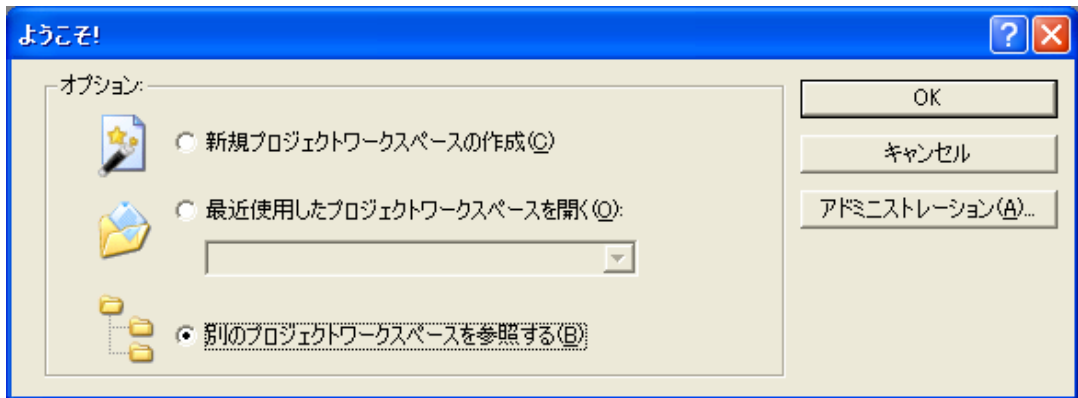 ようこそ!
オプション:
新規プロジェクトワークスペースの作成(C)
最近使用したプロジェクトワークスペースを開く(O):
別のプロジェクトワークスペースを参照する(B)
OK
キャンセル
アドミニストレーション(A)...